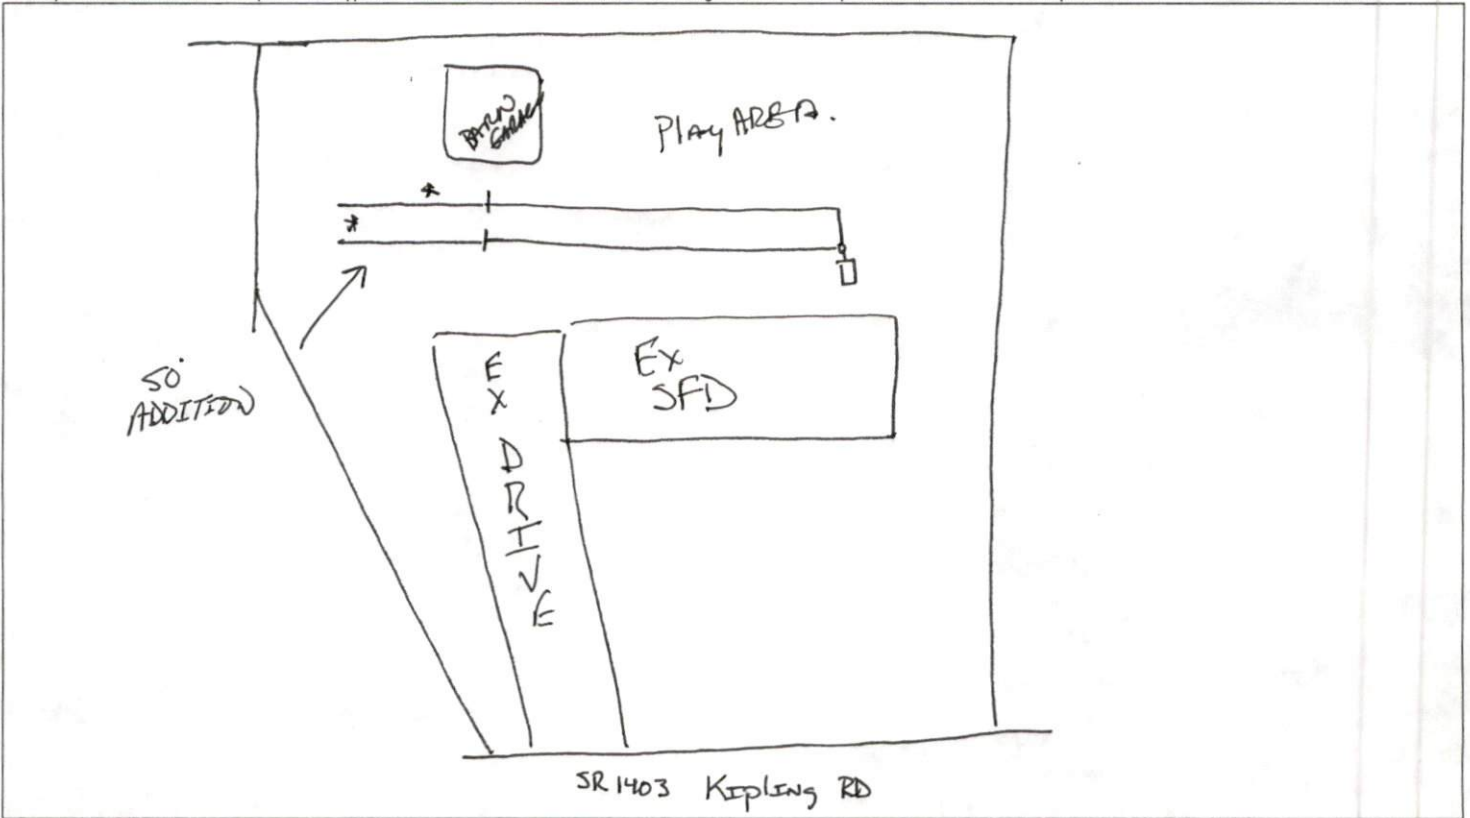 BARN
GARAGE
Play AREA.
*
*
50'
ADDITION
EX
SFD
EX DRIVE
SR 1403 Kipling RD